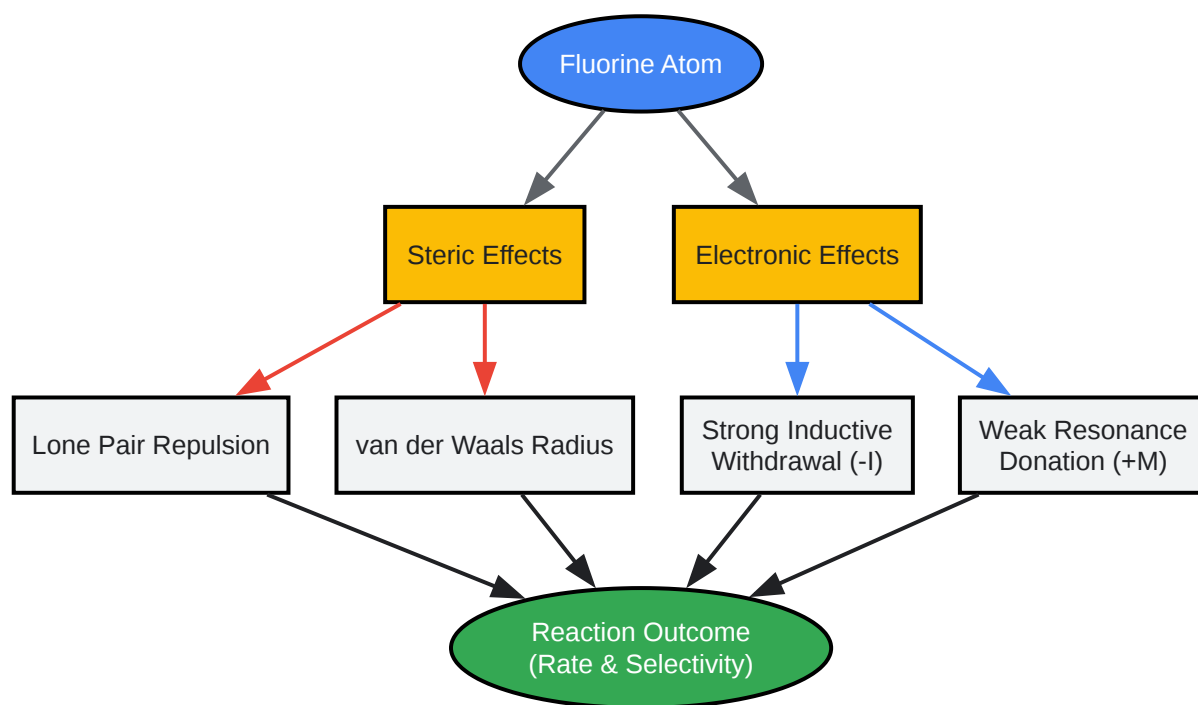 Fluorine Atom
Steric Effects
Electronic Effects
Lone Pair Repulsion
van der Waals Radius
Strong Inductive
Withdrawal (-I)
Weak Resonance
Donation (+M)
Reaction Outcome
(Rate & Selectivity)